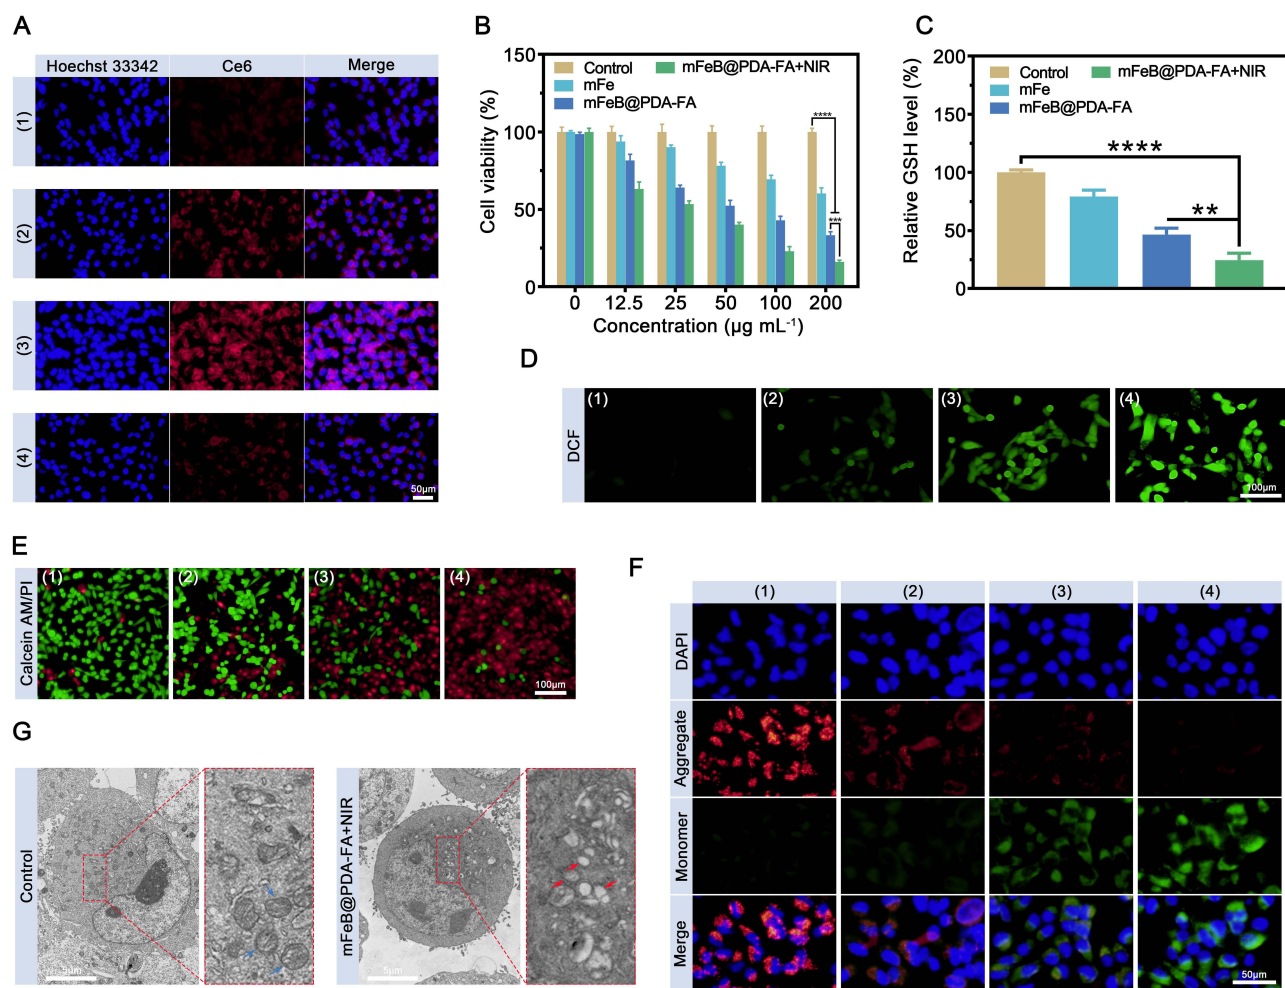 A
Hoechst 33342 Ce6 Merge
(1)
(2)
(3)
(4)
50μm
B
Cell viability (%)
150
100
50
0
Control
mFe
mFeB@PDA-FA
mFeB@PDA-FA+NIR
****
***
0 12.5 25 50 100 200
Concentration (μg mL-1)
C
Relative GSH level (%)
200
150
100
50
0
Control
mFe
mFeB@PDA-FA
mFeB@PDA-FA+NIR
****
**
D
DCF
(1) (2) (3) (4)
100μm
E
Calcein AM/PI
(1) (2) (3) (4)
100μm
F
(1) (2) (3) (4)
DAPI
Aggregate
Monomer
Merge
50μm
G
Control
5μm
mFeB@PDA-FA+NIR
5μm